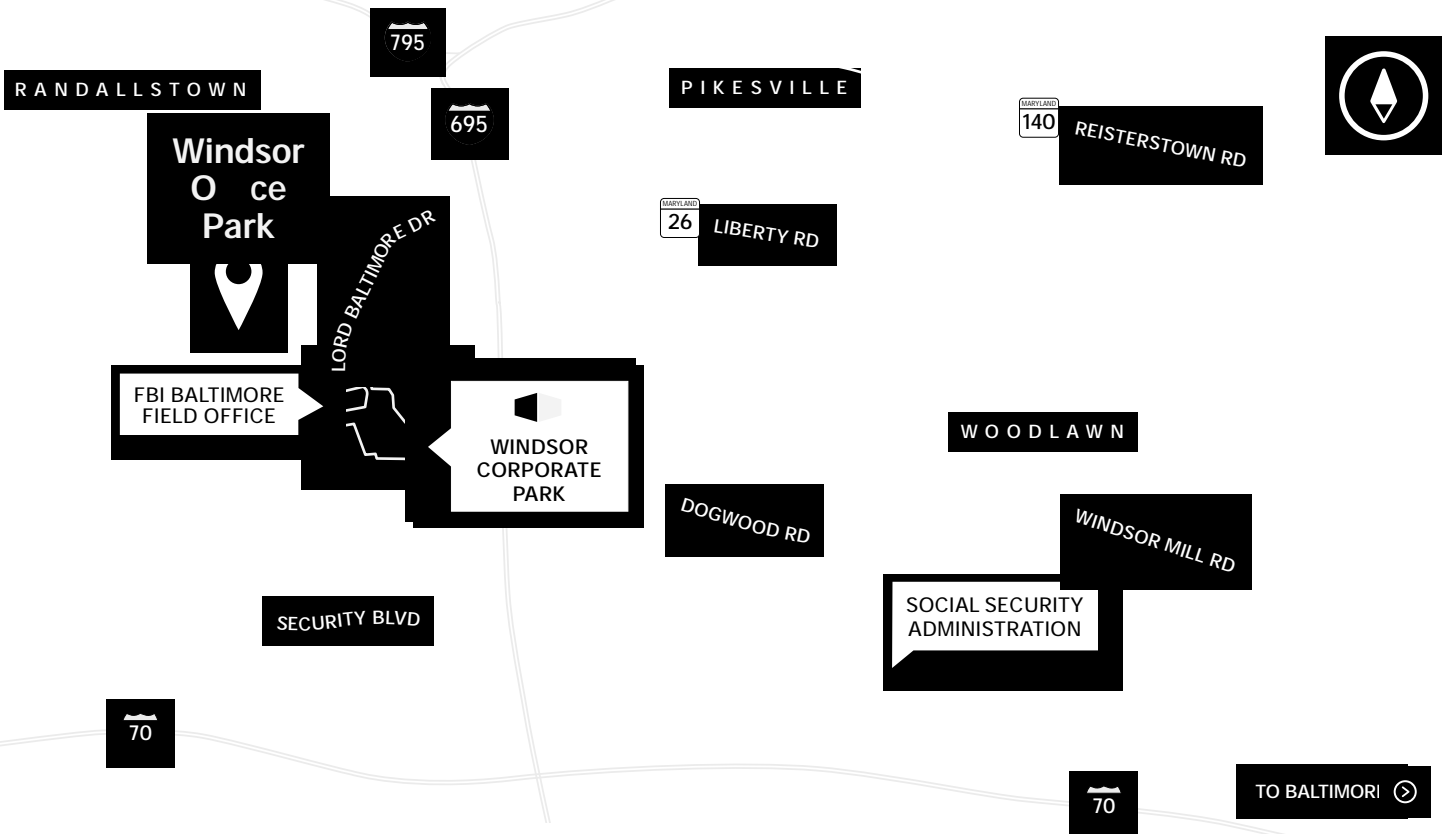 795
RANDALLSTOWN
PIKESVILLE
695
MARYLAND
140
REISTERSTOWN RD
Windsor
O ce
Park
MARYLAND
26
LIBERTY RD
LORD BALTIMORE DR
FBI BALTIMORE
FIELD OFFICE
WINDSOR
CORPORATE
PARK
WOODLAWN
DOGWOOD RD
WINDSOR MILL RD
SOCIAL SECURITY
ADMINISTRATION
SECURITY BLVD
70
70
TO BALTIMOR